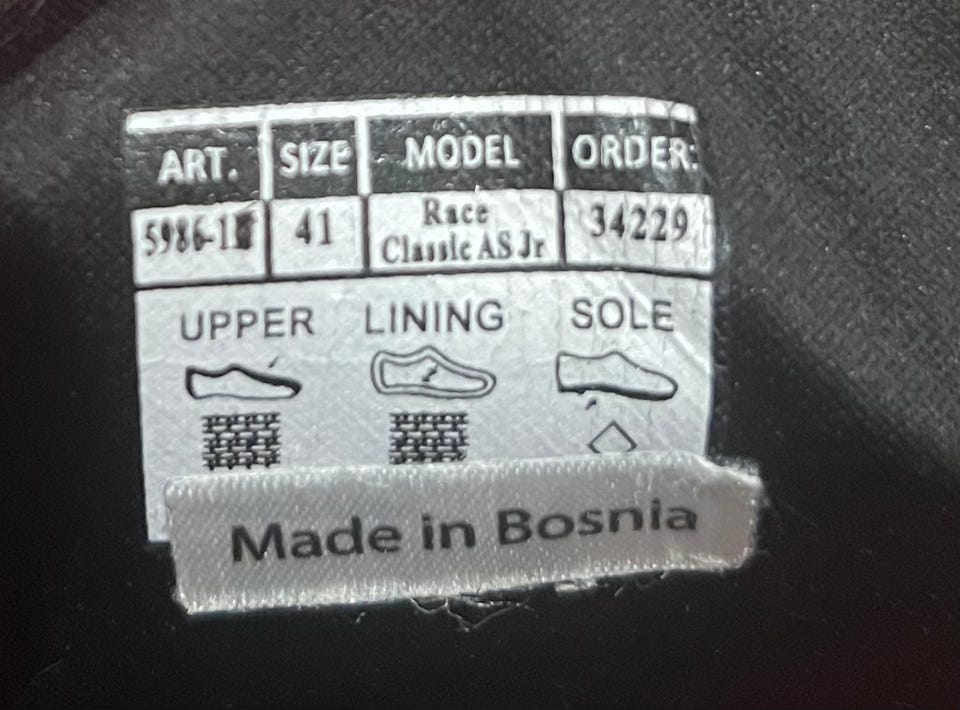 ART. SIZE MODEL ORDER:
41 Race 34229
Classic AS Jr
UPPER LINING SOLE
Made in Bosnia